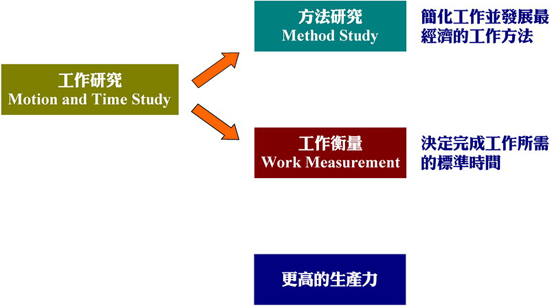 方法研究
Method Study
簡化工作並發展最
經濟的工作方法
工作研究
Motion and Time Study
工作衡量
Work Measurement
決定完成工作所需
的標準時間
更高的生產力